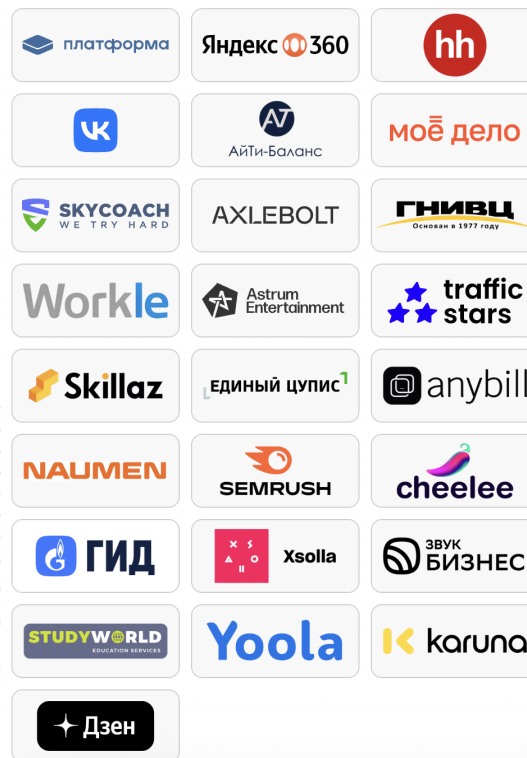 платформа
Яндекс 360
hh
VK
АТ
АйТи-Баланс
моё дело
SKYCOACH
WE TRY HARD
AXLEBOLT
ГНИВЦ
Основан в 1977 году
Workle
Astrum
Entertainment
traffic
stars
Skillaz
ЕДИНЫЙ ЦУПИС
anybill
NAUMEN
SEMRUSH
cheelee
ГИД
Xsolla
ЗВУК
БИЗНЕС
STUDYWORLD
EDUCATION SERVICES
Yoola
karuna
Дзен